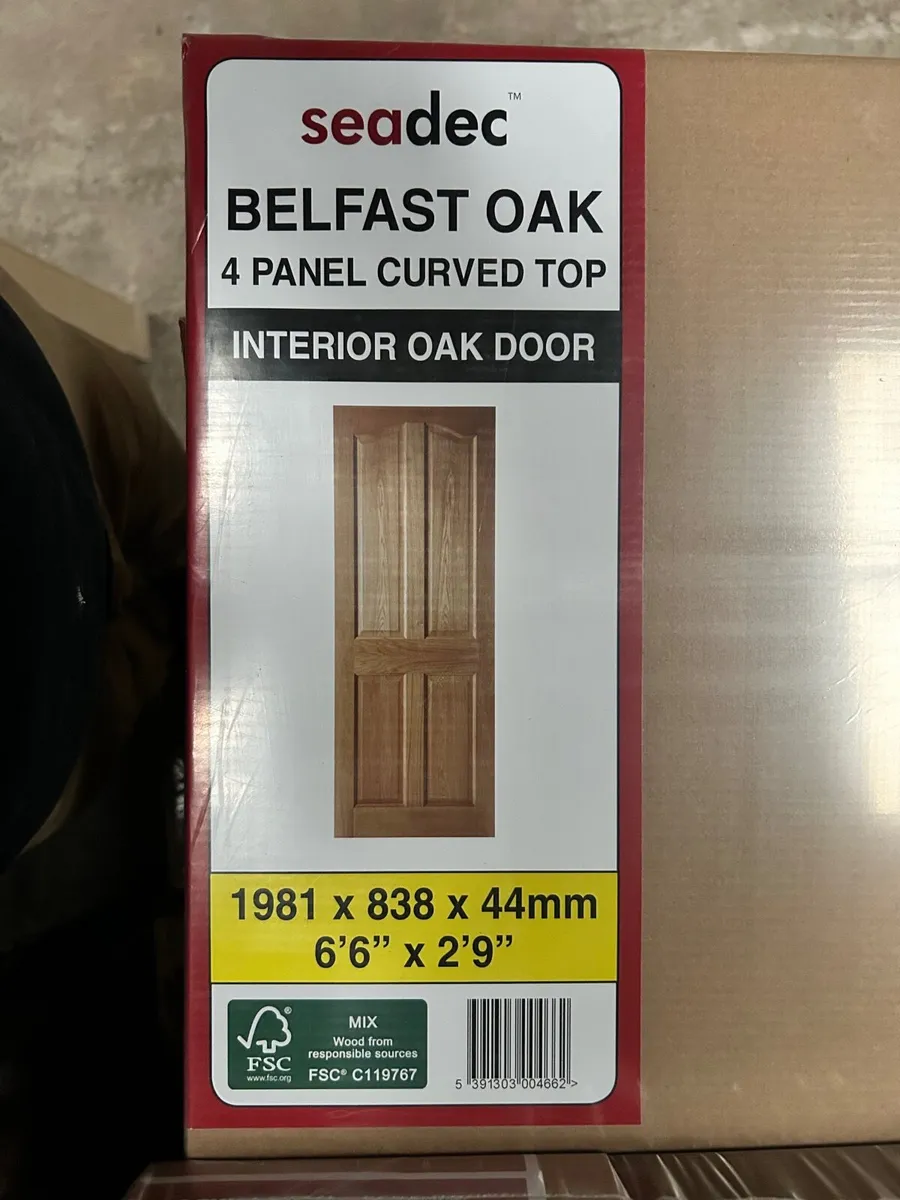 seadec™
BELFAST OAK
4 PANEL CURVED TOP
INTERIOR OAK DOOR
1981 x 838 x 44mm
6’6” x 2’9”
FSC®
www.fsc.org
MIX
Wood from
responsible sources
FSC® C119767
5 391303 004662 >